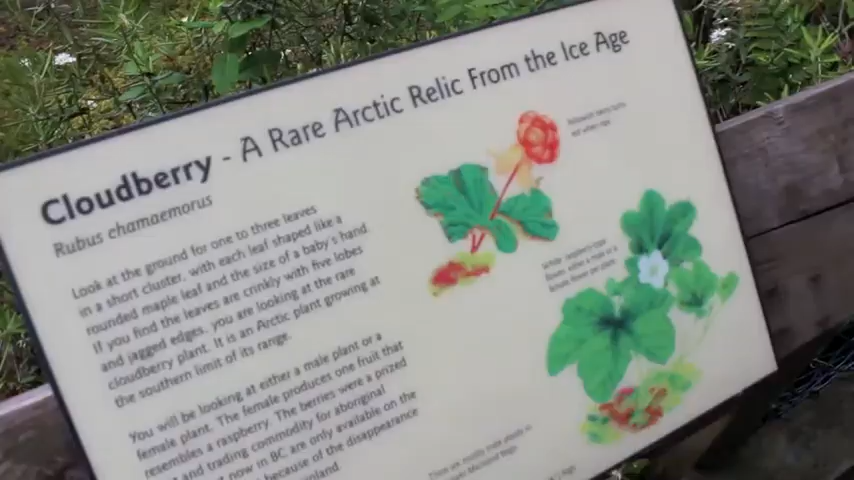 Cloudberry - A Rare Arctic Relic From the Ice Age
Rubus chamaemorus
Look at the ground for one to three leaves
in a short cluster, with each leaf shaped like a
rounded maple leaf and the size of a baby's hand
If you find the leaves are crinkly with five lobes
and jagged edges, you are looking at the rare
cloudberry plant. It is an Arctic plant growing at
the southern limit of its range.
You will be looking at either a male plant or a
female plant. The female produces one fruit that
resembles a raspberry. The berries were a prized
and trading commodity for aboriginal
now in BC are only available on the
because of the disappearance